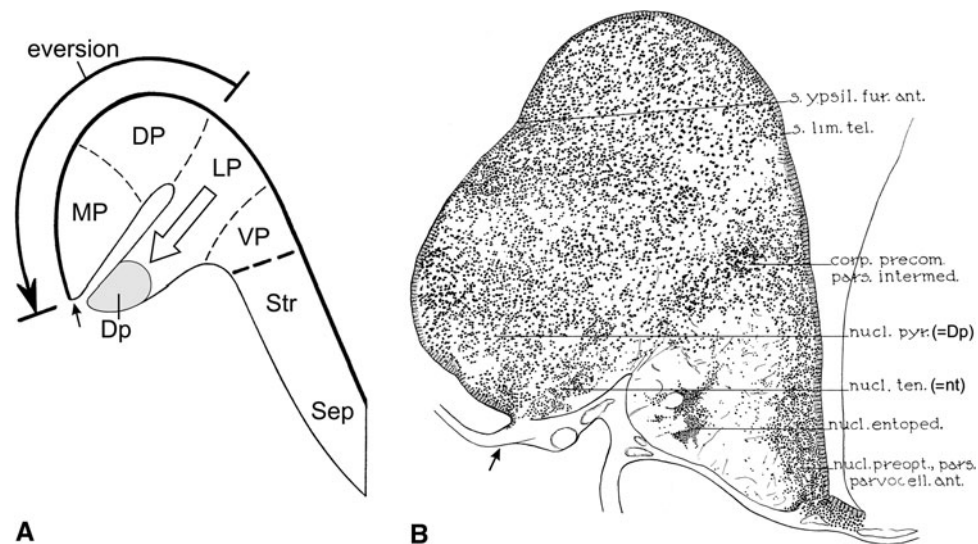 eversion
DP
LP
MP
VP
Dp
Str
Sep
A
s. ypsil. fur. ant.
s. lim. tel.
corp. precom.
pars. intermed.
nucl. pyr. (=Dp)
nucl. ten. (=nt)
nucl. entoped.
nucl. preopt., pars.
parvocell. ant.
B